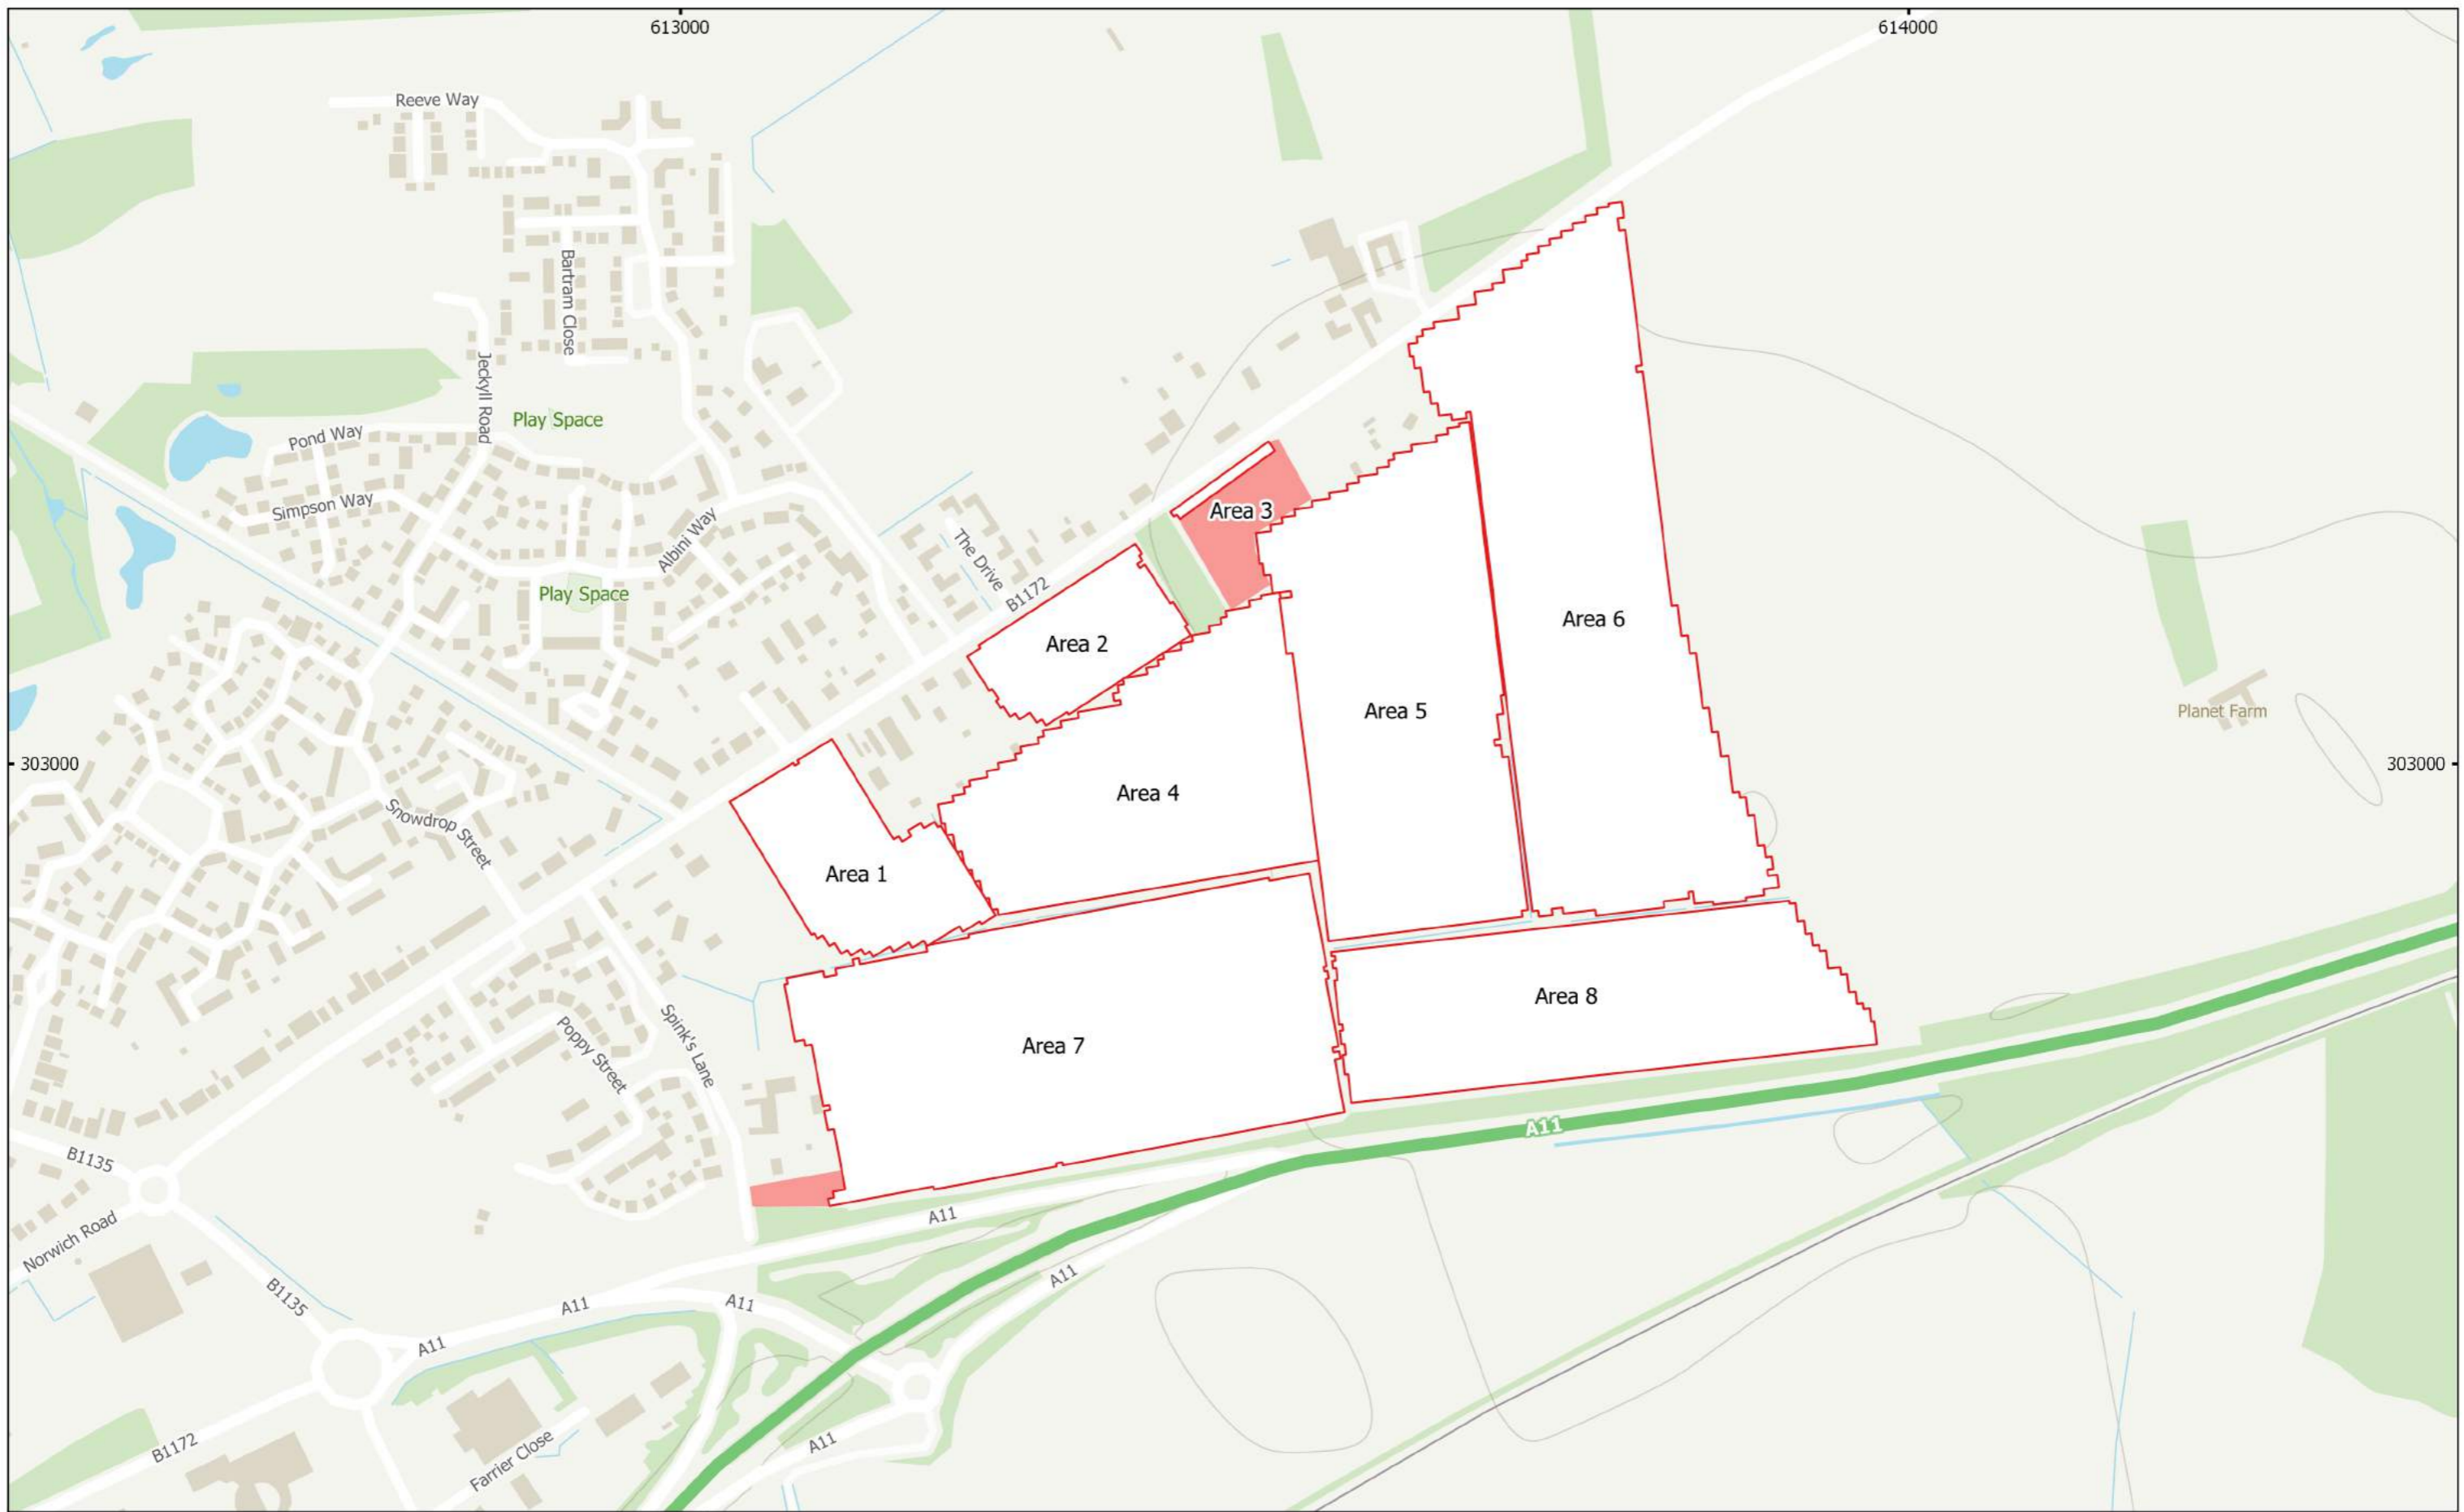 613000
614000
Reeve Way
Bartram Close
Jeckyll Road
Play Space
Pond Way
Simpson Way
Albini Way
Area 3
The Drive
B1172
Play Space
Area 6
Area 2
Area 5
Planet Farm
303000
303000
Area 4
Snowdrop Street
Area 1
Area 8
Spink's Lane
Poppy Street
Area 7
A11
B1135
Norwich Road
A11
B1135
A11
A11
A11
A11
B1172
A11
Farrier Close